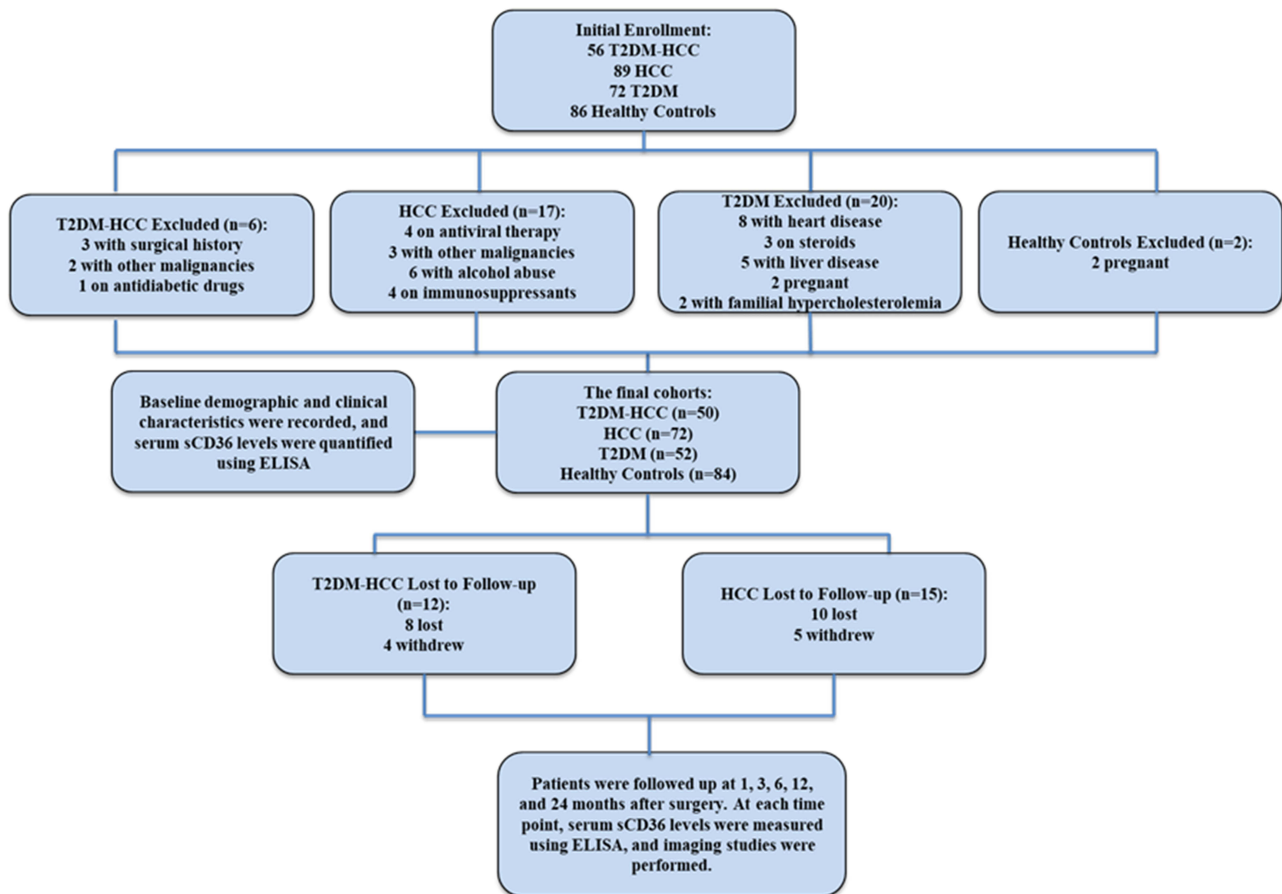 Initial Enrollment:
56 T2DM-HCC
89 HCC
72 T2DM
86 Healthy Controls
T2DM-HCC Excluded (n=6):
3 with surgical history
2 with other malignancies
1 on antidiabetic drugs
HCC Excluded (n=17):
4 on antiviral therapy
3 with other malignancies
6 with alcohol abuse
4 on immunosuppressants
T2DM Excluded (n=20):
8 with heart disease
3 on steroids
5 with liver disease
2 pregnant
2 with familial hypercholesterolemia
Healthy Controls Excluded (n=2):
2 pregnant
Baseline demographic and clinical
characteristics were recorded, and
serum sCD36 levels were quantified
using ELISA
The final cohorts:
T2DM-HCC (n=50)
HCC (n=72)
T2DM (n=52)
Healthy Controls (n=84)
T2DM-HCC Lost to Follow-up
(n=12):
8 lost
4 withdrew
HCC Lost to Follow-up (n=15):
10 lost
5 withdrew
Patients were followed up at 1, 3, 6, 12,
and 24 months after surgery. At each time
point, serum sCD36 levels were measured
using ELISA, and imaging studies were
performed.